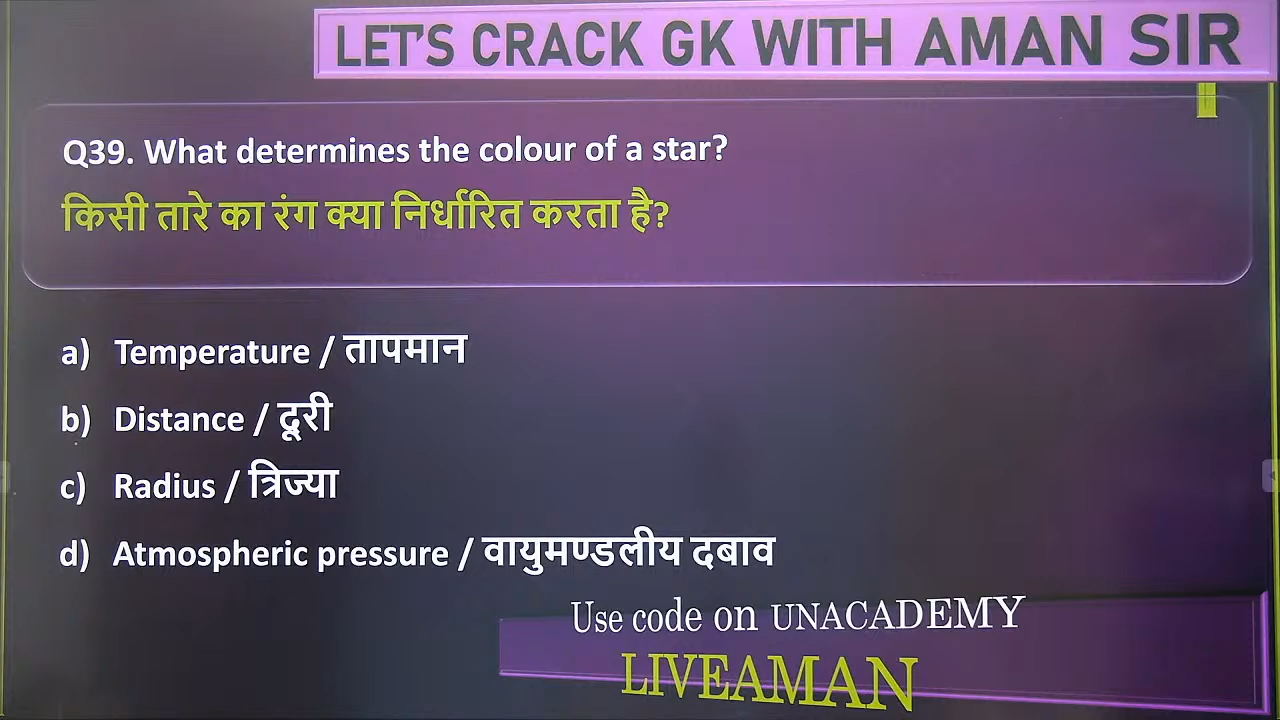 LET'S CRACK GK WITH AMAN SIR
Q39. What determines the colour of a star?
किसी तारे का रंग क्या निर्धारित करता है?
a) Temperature / तापमान
b) Distance / दूरी
c) Radius / त्रिज्या
d) Atmospheric pressure / वायुमण्डलीय दबाव
Use code on UNACADEMY
LIVEAMAN